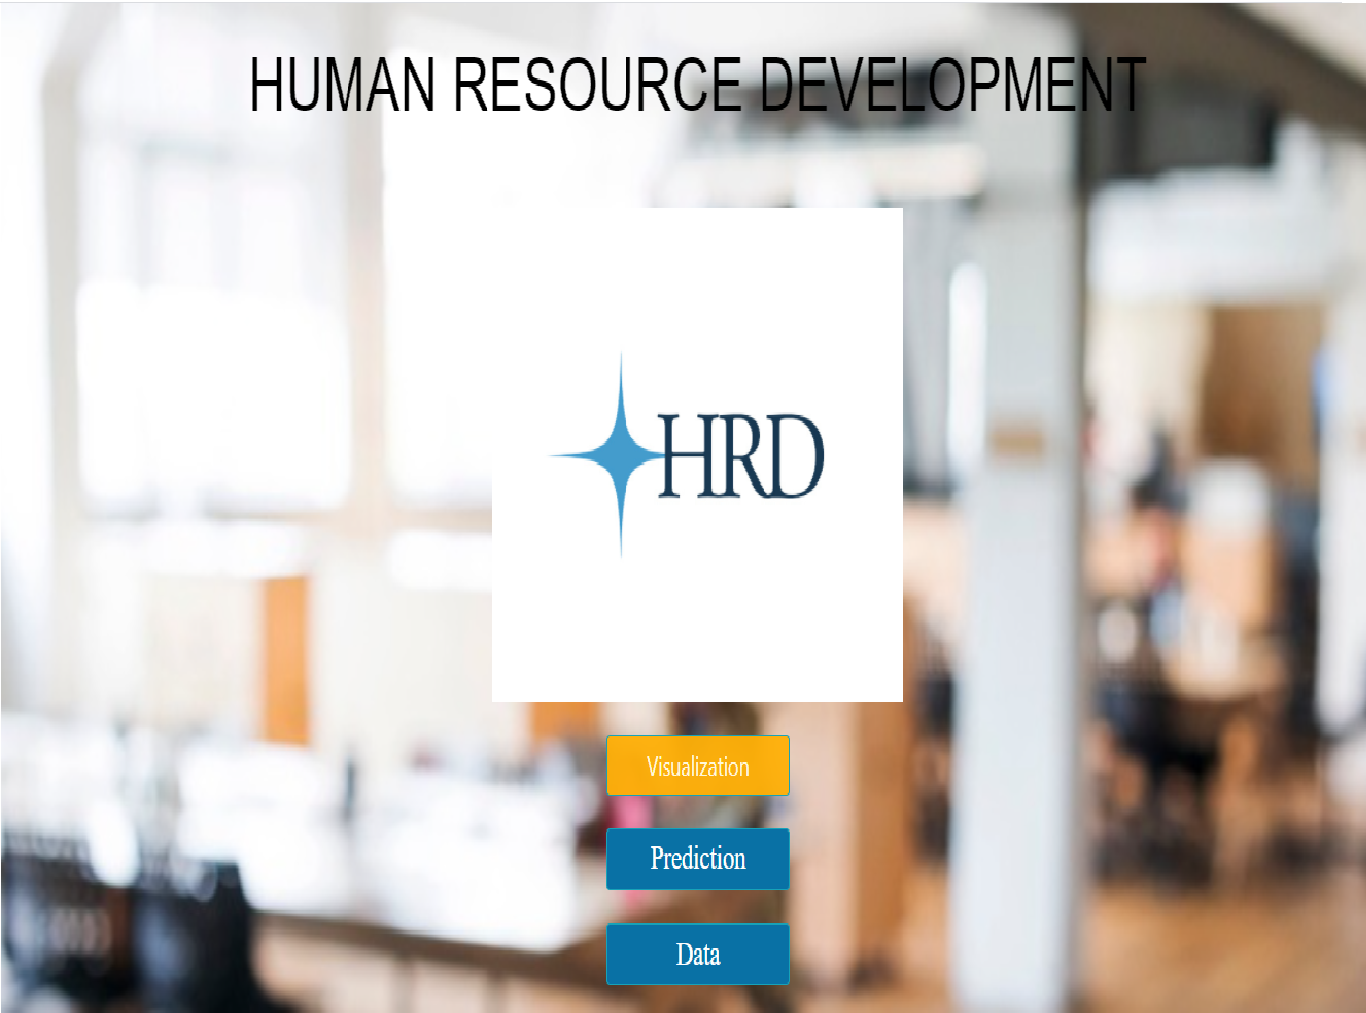 HUMAN RESOURCE DEVELOPMENT
HRD
Visualization
Prediction
Data